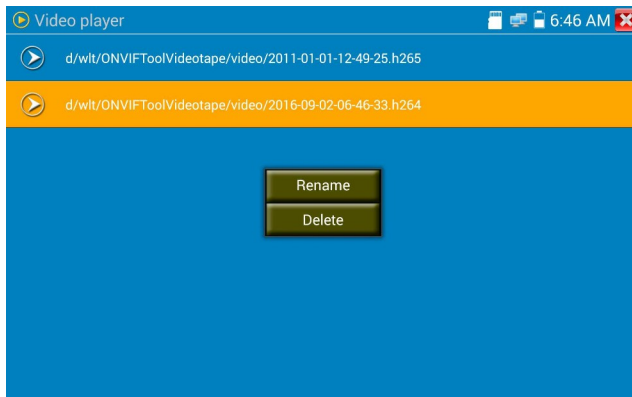 Video player 6:46 AM
d/wlt/ONVIFToolVideotape/video/2011-01-01-12-49-25.h265
d/wlt/ONVIFToolVideotape/video/2016-09-02-06-46-33.h264
Rename
Delete